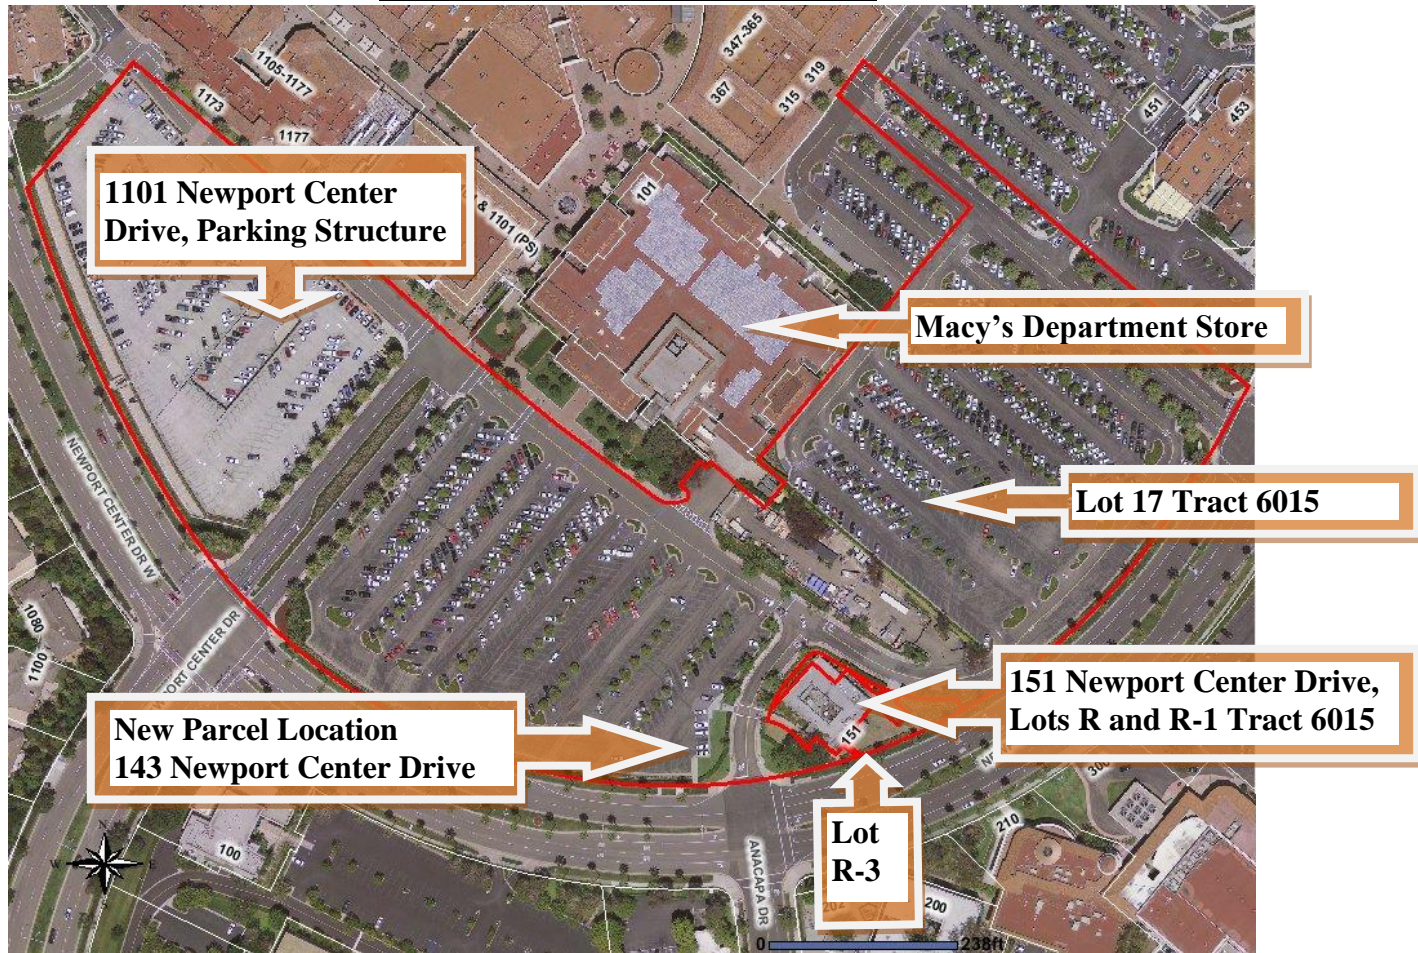 347-365
1105-1177
319
367
315
451
453
1173
1177
1101 Newport Center
Drive, Parking Structure
101
& 1101 (PS)
Macy’s Department Store
Lot 17 Tract 6015
NEWPORT CENTER DR W
1080
1100
PORT CENTER DR
151 Newport Center Drive,
Lots R and R-1 Tract 6015
New Parcel Location
143 Newport Center Drive
151
300
210
Lot
R-3
100
ANACAPA DR
202
200
N
W
E
0
238ft